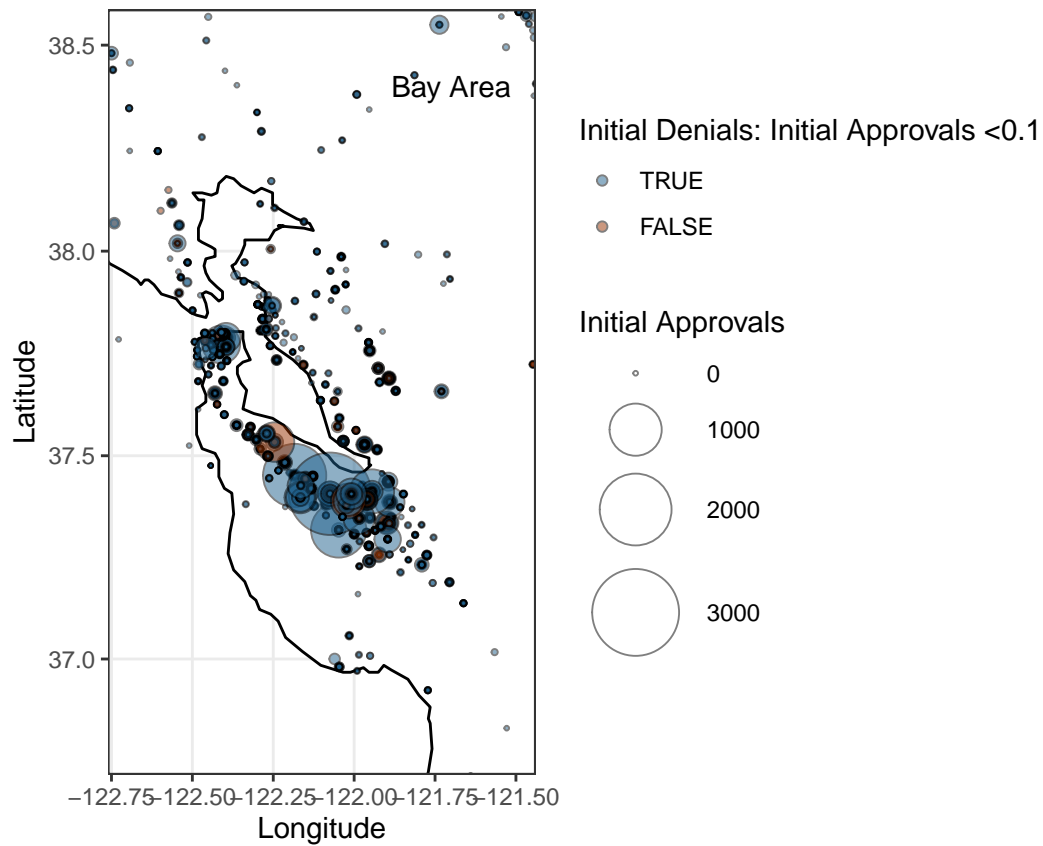 Bay Area
38.5
38.0
37.5
37.0
Latitude
−122.75
−122.50
−122.25
−122.00
−121.75
−121.50
Longitude
Initial Denials: Initial Approvals <0.1
TRUE
FALSE
Initial Approvals
0
1000
2000
3000